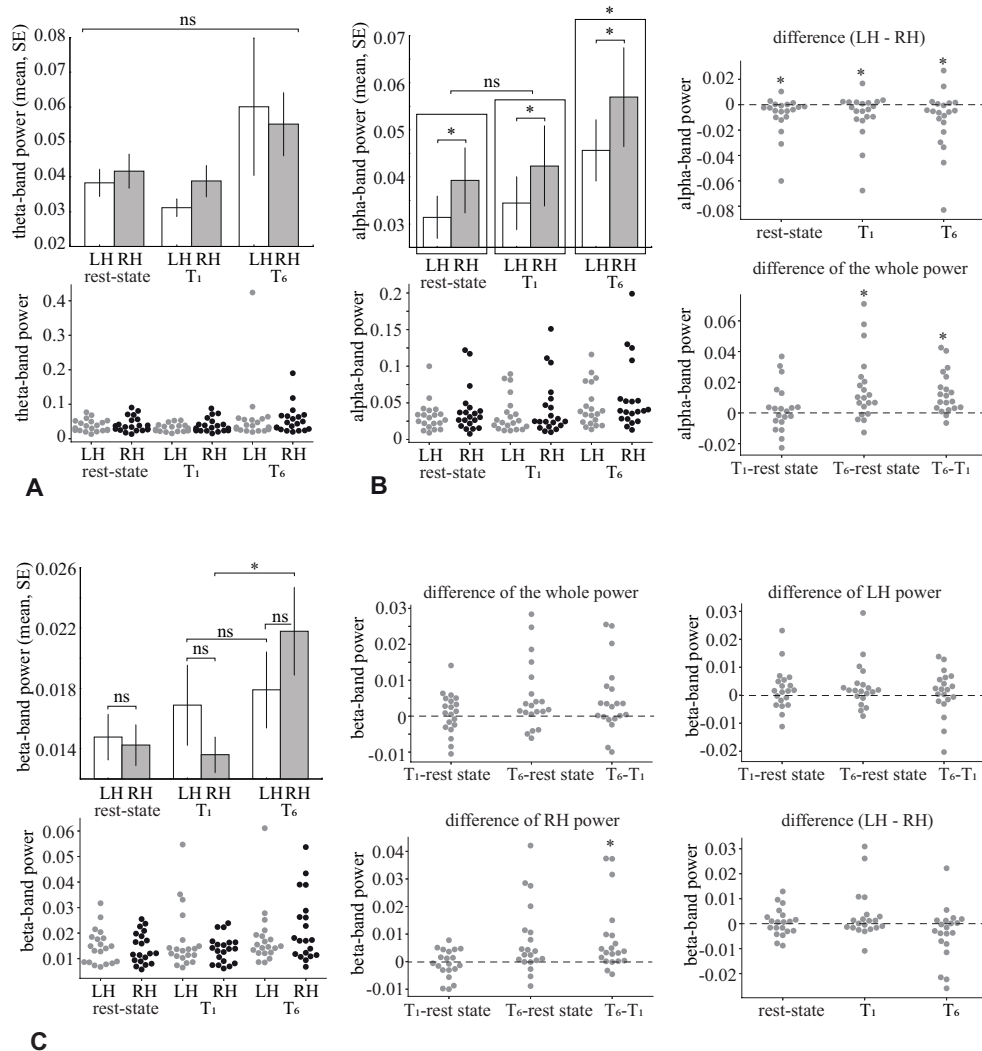 ns
theta-band power (mean, SE)
0.08
0.07
0.06
0.05
0.04
0.03
0.02
LH RH LH RH LH RH
rest-state T₁ T₆
theta-band power
0.4
0.3
0.2
0.1
0
LH RH LH RH LH RH
rest-state T₁ T₆
A
*
*
*
ns
*
*
alpha-band power (mean, SE)
0.07
0.06
0.05
0.04
0.03
LH RH LH RH LH RH
rest-state T₁ T₆
alpha-band power
0.2
0.15
0.1
0.05
0
LH RH LH RH LH RH
rest-state T₁ T₆
B
difference (LH - RH)
* * *
alpha-band power
0.02
0
-0.02
-0.04
-0.06
-0.08
rest-state T₁ T₆
difference of the whole power
* *
alpha-band power
0.06
0.04
0.02
0
-0.02
T₁-rest state T₆-rest state T₆-T₁
beta-band power (mean, SE)
0.026
0.022
0.018
0.014
*
ns
ns
ns
ns
LH RH LH RH LH RH
rest-state T₁ T₆
beta-band power
0.06
0.05
0.04
0.03
0.02
0.01
LH RH LH RH LH RH
rest-state T₁ T₆
C
difference of the whole power
beta-band power
0.03
0.02
0.01
0
-0.01
T₁-rest state T₆-rest state T₆-T₁
difference of LH power
beta-band power
0.03
0.02
0.01
0
-0.01
-0.02
T₁-rest state T₆-rest state T₆-T₁
difference of RH power
*
beta-band power
0.04
0.03
0.02
0.01
0
-0.01
T₁-rest state T₆-rest state T₆-T₁
difference (LH - RH)
beta-band power
0.03
0.02
0.01
0
-0.01
-0.02
rest-state T₁ T₆